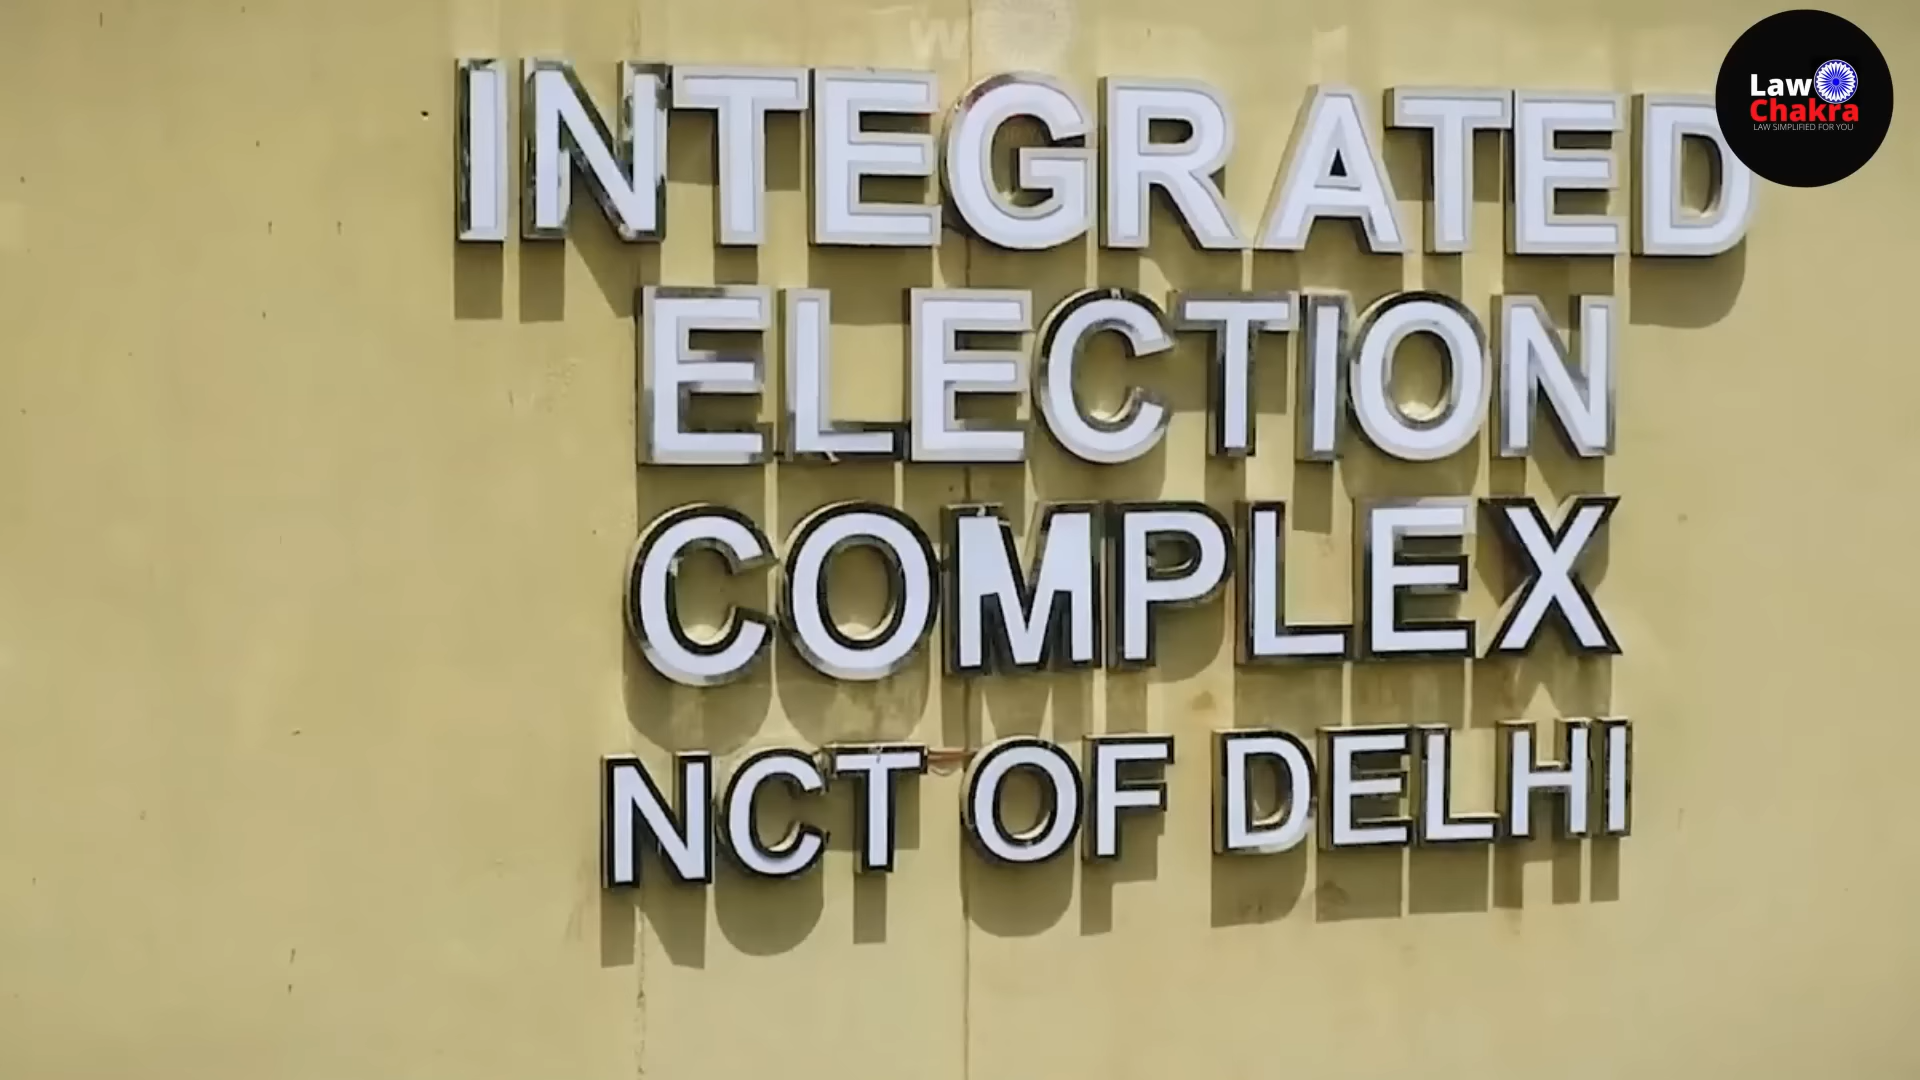 INTEGRATED
ELECTION
COMPLEX
NCT OF DELHI
Law
Chakra
LAW SIMPLIFIED FOR YOU